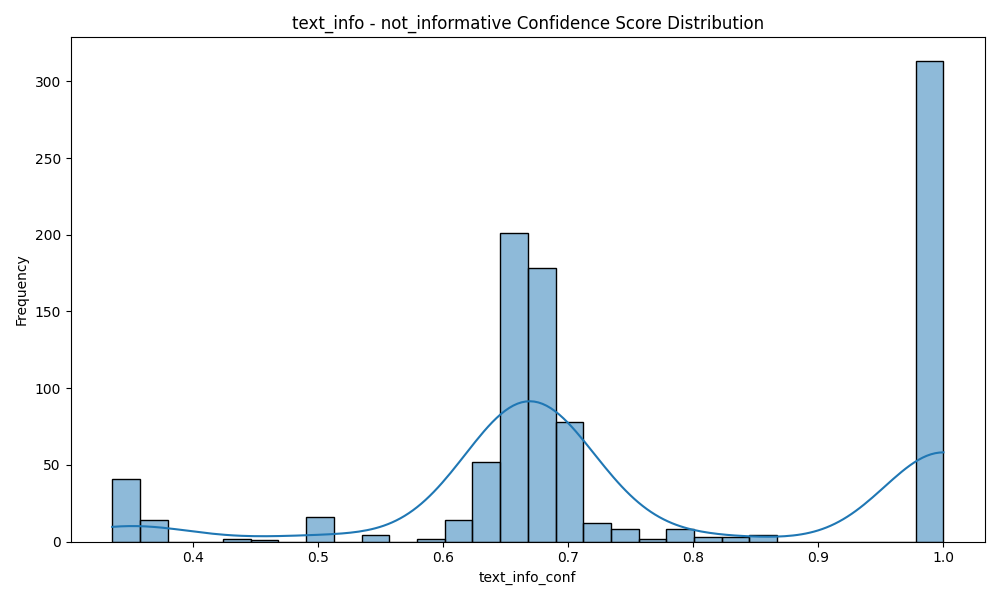 text_info - not_informative Confidence Score Distribution
300
250
200
150
100
50
0
Frequency
0.4 0.5 0.6 0.7 0.8 0.9 1.0
text_info_conf